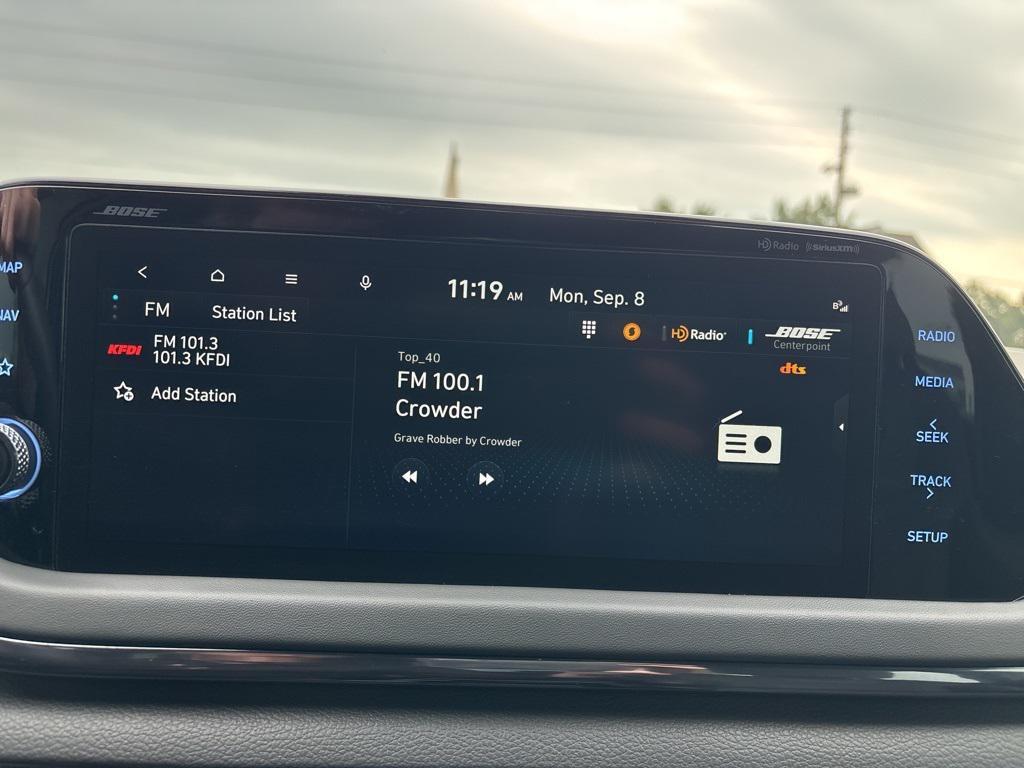 BOSE
HD Radio SiriusXM
MAP
NAV
11:19 AM Mon, Sep. 8
B3
FM Station List
HD Radio
BOSE
Centerpoint
dts
KFDI FM 101.3
101.3 KFDI
Add Station
Top_40
FM 100.1
Crowder
Grave Robber by Crowder
RADIO
MEDIA
< SEEK
TRACK >
SETUP